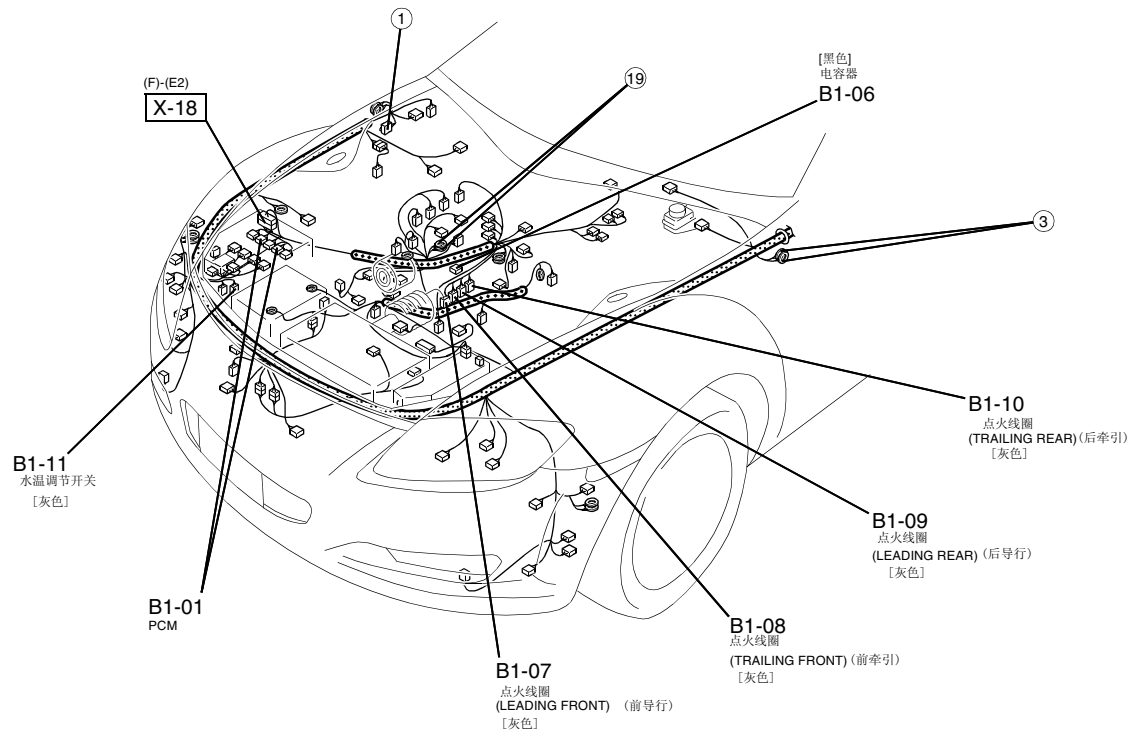 1
(F)-(E2)
X-18
19
[黑色]
电容器
B1-06
3
B1-10
点火线圈
(TRAILING REAR)(后牵引)
[灰色]
B1-11
水温调节开关
[灰色]
B1-09
点火线圈
(LEADING REAR)(后导行)
[灰色]
B1-01
PCM
B1-08
点火线圈
(TRAILING FRONT)(前牵引)
[灰色]
B1-07
点火线圈
(LEADING FRONT) (前导行)
[灰色]